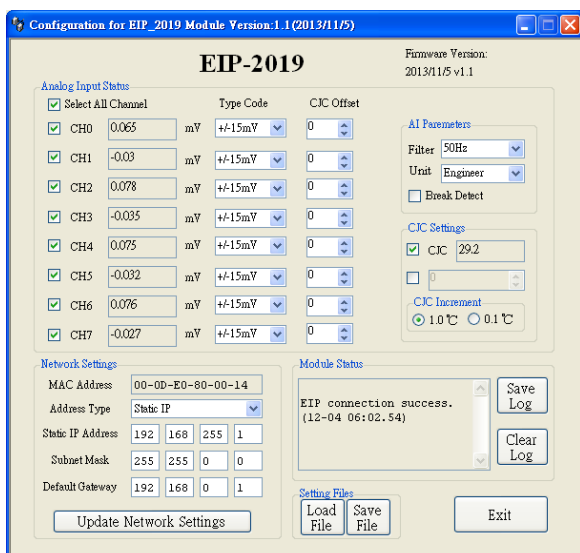 Configuration for EIP_2019 Module Version:1.1(2013/11/5)
EIP-2019
Firmware Version:
2013/11/5 v1.1
Analog Input Status
Select All Channel Type Code CJC Offset
CH0 0.065 mV +/-15mV 0
CH1 -0.03 mV +/-15mV 0
CH2 0.078 mV +/-15mV 0
CH3 -0.035 mV +/-15mV 0
CH4 0.075 mV +/-15mV 0
CH5 -0.032 mV +/-15mV 0
CH6 0.076 mV +/-15mV 0
CH7 -0.027 mV +/-15mV 0
AI Paremeters
Filter 50Hz
Unit Engineer
Break Detect
CJC Settings
CJC 29.2
0
CJC Increment
1.0 ℃ 0.1 ℃
Network Settings
MAC Address 00-0D-E0-80-00-14
Address Type Static IP
Static IP Address 192 168 255 1
Subnet Mask 255 255 0 0
Default Gateway 192 168 0 1
Update Network Settings
Module Status
EIP connection success.
(12-04 06:02.54)
Save
Log
Clear
Log
Setting Files
Load
File
Save
File
Exit